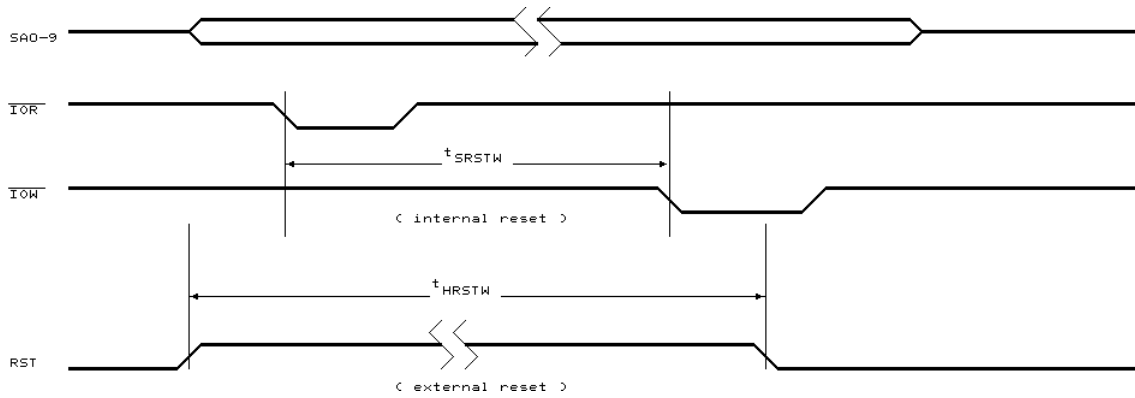 SA0-9
IOR
tSRSTW
IOW
( internal reset )
tHRSTW
RST
( external reset )